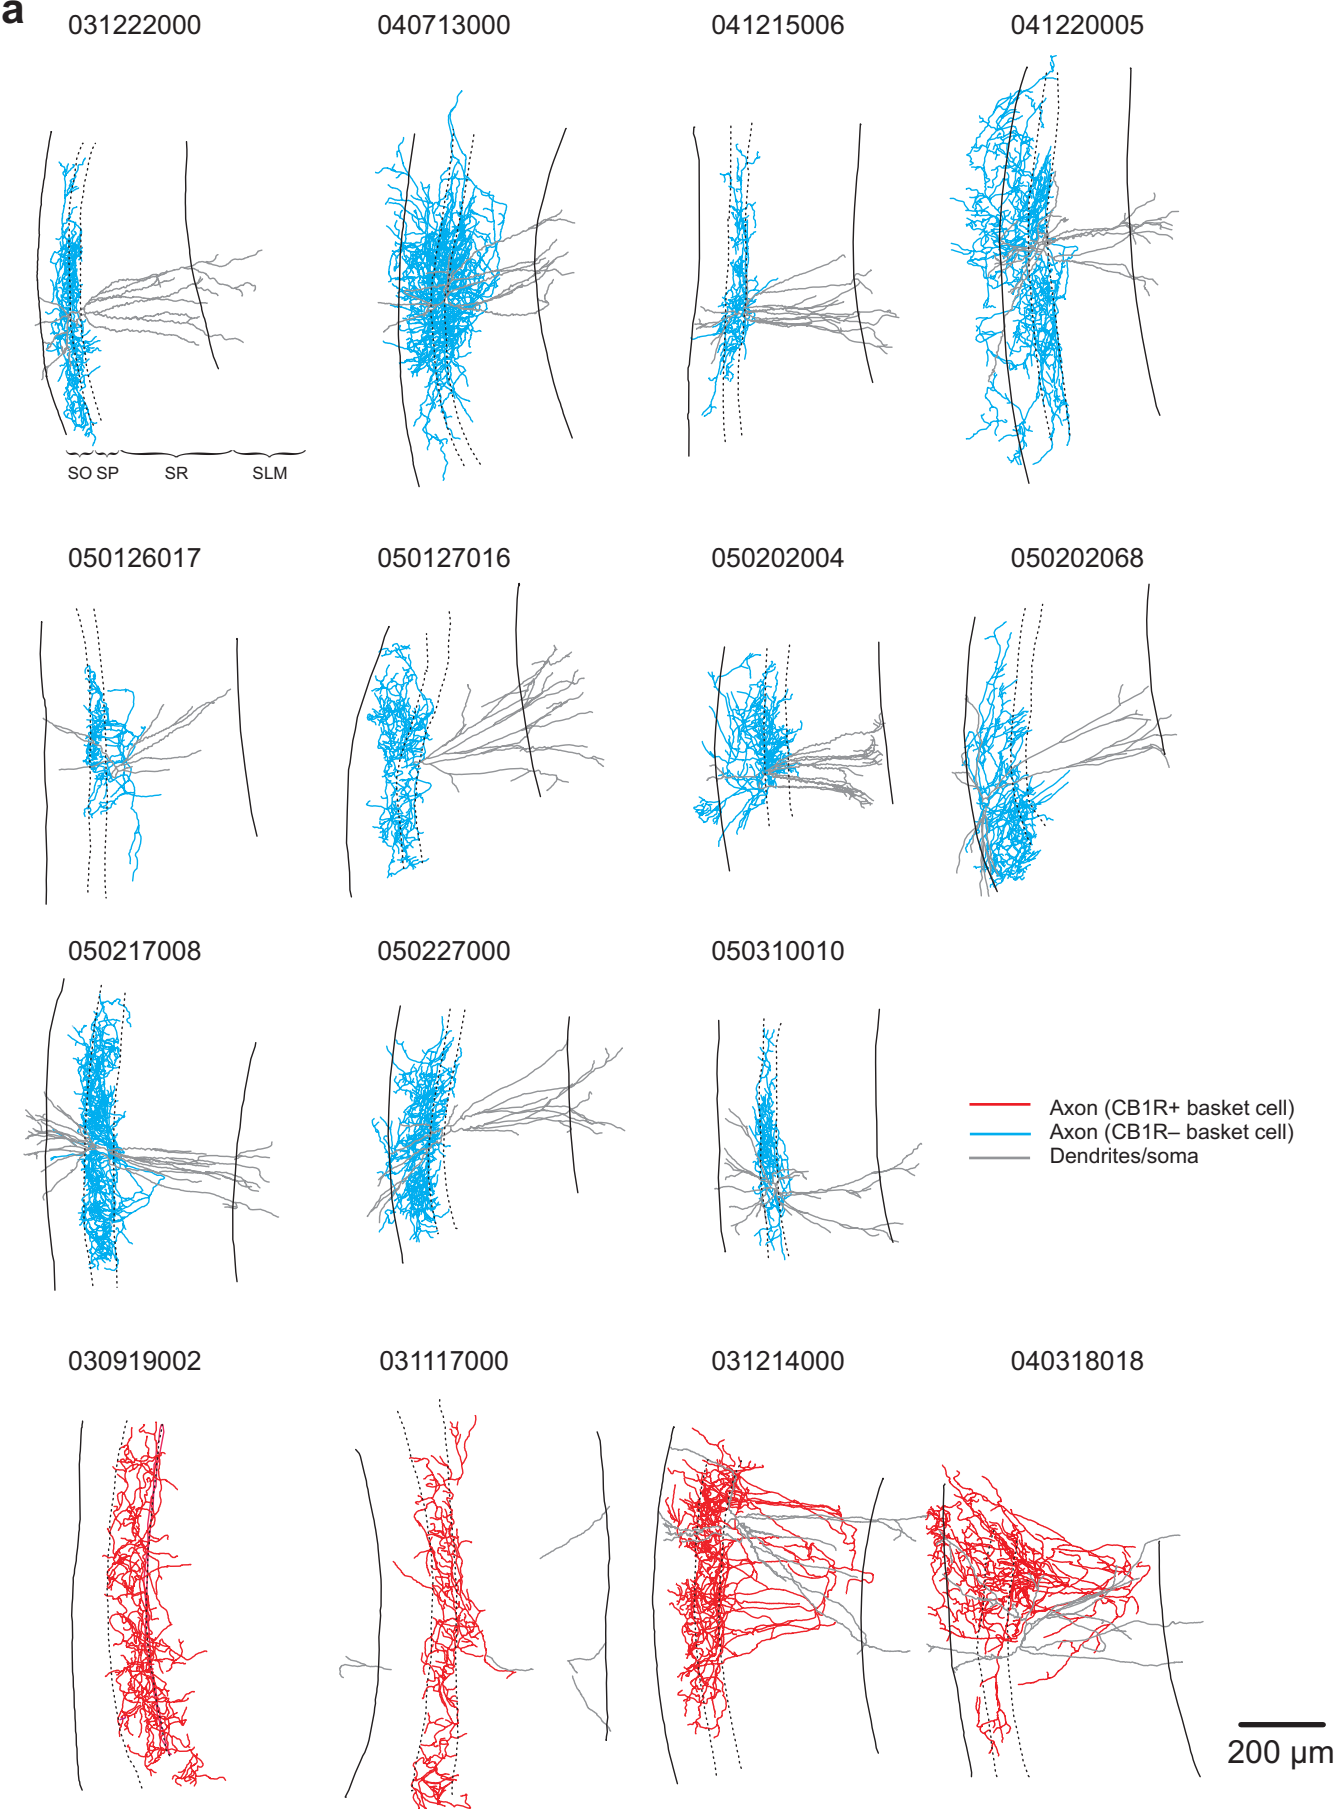 a
031222000 040713000 041215006 041220005
SO SP SR SLM
050126017 050127016 050202004 050202068
050217008 050227000 050310010
Axon (CB1R+ basket cell)
Axon (CB1R– basket cell)
Dendrites/soma
030919002 031117000 031214000 040318018
200 µm